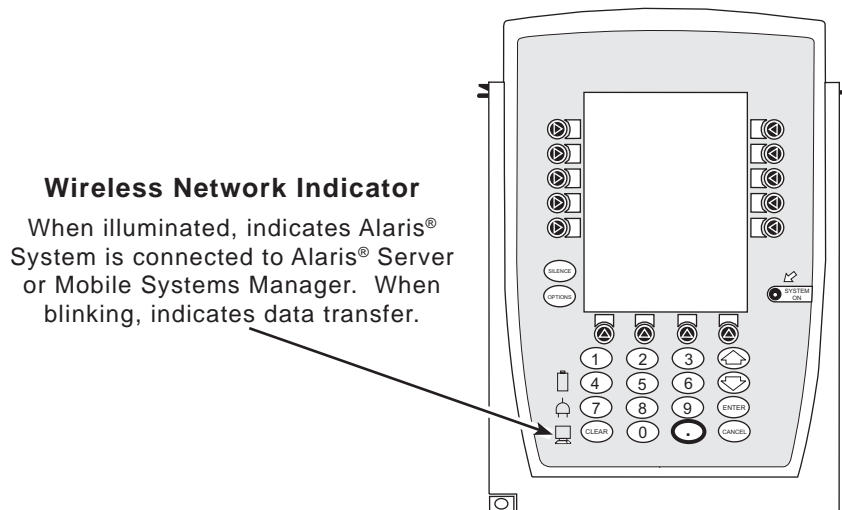 Wireless Network Indicator
When illuminated, indicates Alaris®
System is connected to Alaris® Server
or Mobile Systems Manager.  When
blinking, indicates data transfer.
SILENCE
OPTIONS
SYSTEM
ON
1 2 3
4 5 6
7 8 9 ENTER
CLEAR 0 . CANCEL